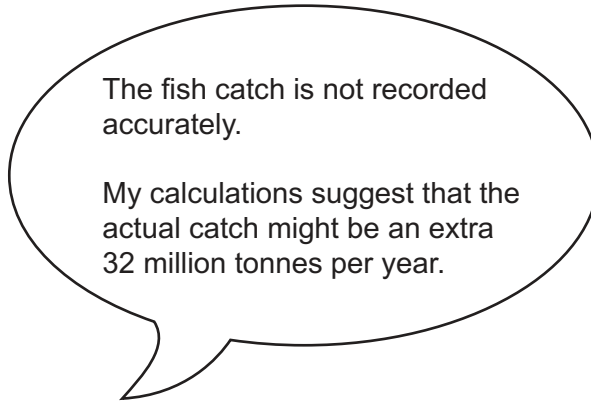 The fish catch is not recorded
accurately.
My calculations suggest that the
actual catch might be an extra
32 million tonnes per year.